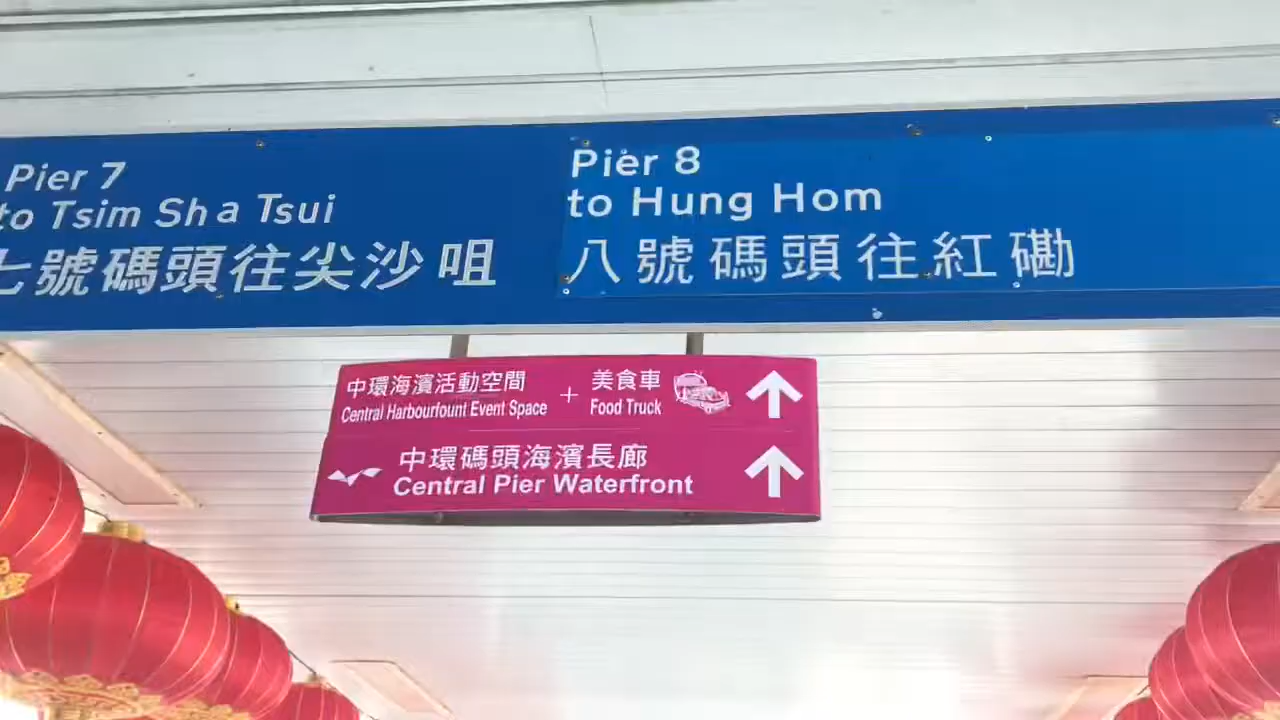 Pier 7
to Tsim Sha Tsui
七號碼頭往尖沙咀
Pier 8
to Hung Hom
八號碼頭往紅磡
中環海濱活動空間 + 美食車
Central Harbourfount Event Space Food Truck
中環碼頭海濱長廊
Central Pier Waterfront